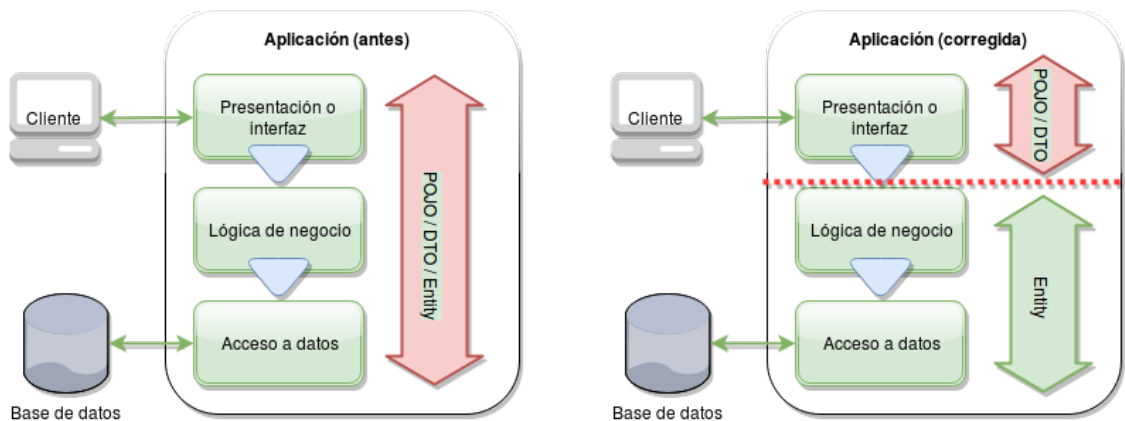 Aplicación (antes)
Cliente
Presentación o
interfaz
Lógica de negocio
Acceso a datos
POJO / DTO / Entity
Base de datos
Aplicación (corregida)
Cliente
Presentación o
interfaz
POJO / DTO
Lógica de negocio
Entity
Acceso a datos
Base de datos